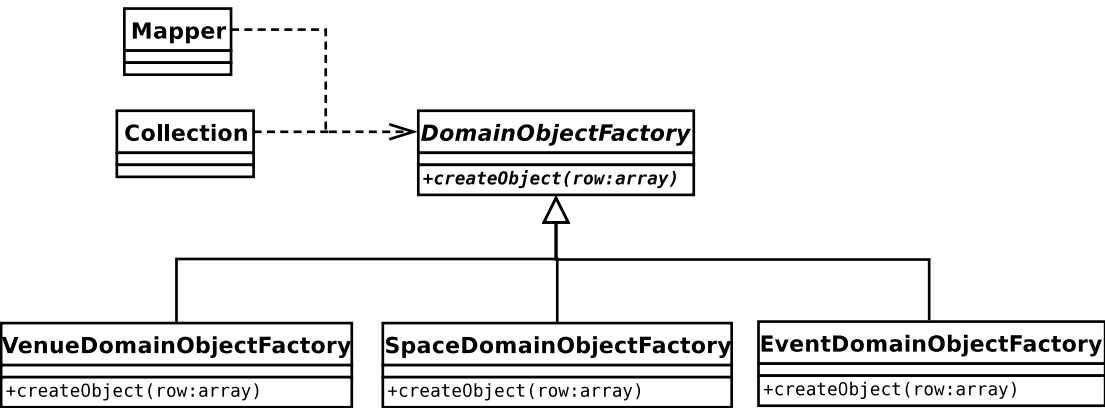 Mapper
Collection
DomainObjectFactory
+createObject(row:array)
VenueDomainObjectFactory
+createObject(row:array)
SpaceDomainObjectFactory
+createObject(row:array)
EventDomainObjectFactory
+createObject(row:array)